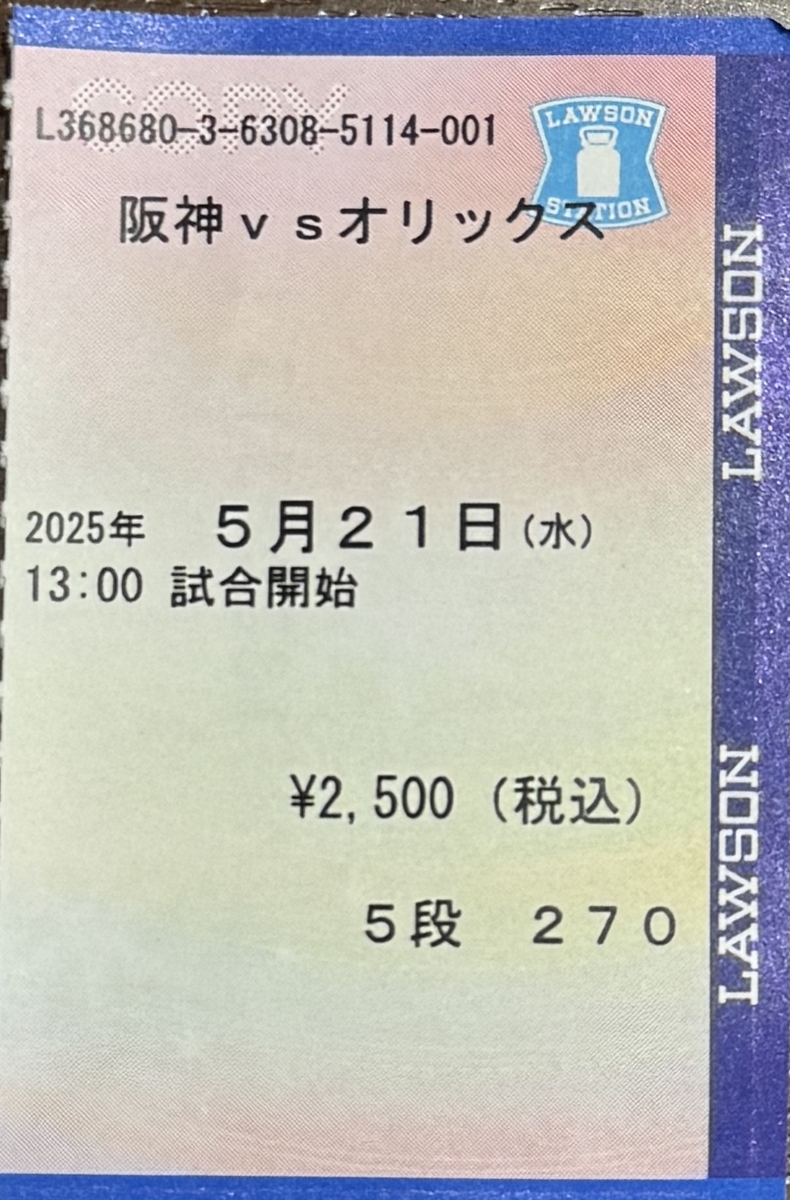 COPY
L368680-3-6308-5114-001
LAWSON
STATION
阪神ｖｓオリックス
2025年 ５月２１日(水)
13:00 試合開始
¥2,500 (税込)
５段 ２７０
LAWSON
LAWSON